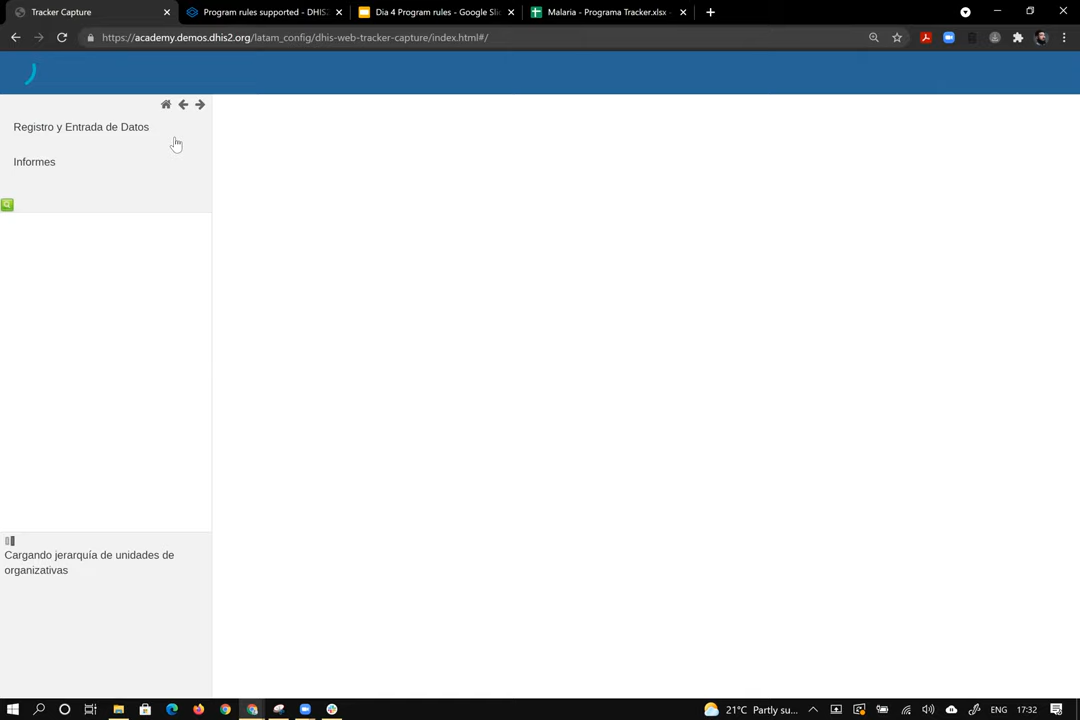 Tracker Capture
Program rules supported - DHIS2
Dia 4 Program rules - Google Sli
Malaria - Programa Tracker.xlsx -
https://academy.demos.dhis2.org/latam_config/dhis-web-tracker-capture/index.html#/
Registro y Entrada de Datos
Informes
Cargando jerarquía de unidades de
organizativas
21°C Partly su...
ENG
17:32